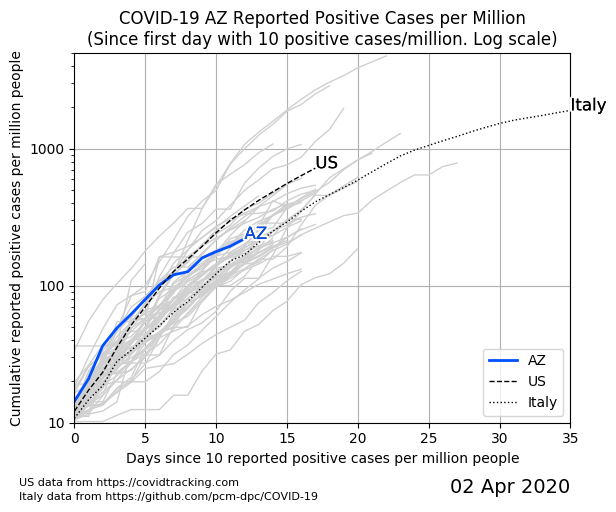 COVID-19 AZ Reported Positive Cases per Million
(Since first day with 10 positive cases/million. Log scale)
Cumulative reported positive cases per million people
1000
100
10
Italy
US
AZ
AZ
US
Italy
0 5 10 15 20 25 30 35
Days since 10 reported positive cases per million people
US data from https://covidtracking.com
Italy data from https://github.com/pcm-dpc/COVID-19
02 Apr 2020